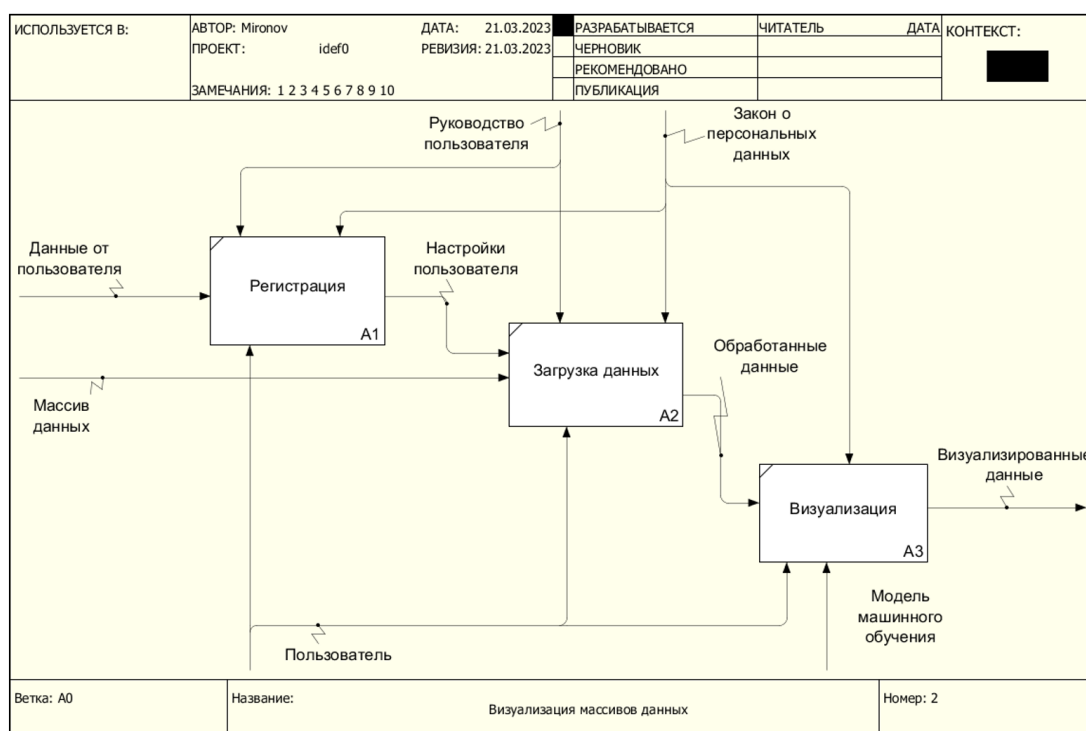 ИСПОЛЬЗУЕТСЯ В:
АВТОР: Mironov
ДАТА: 21.03.2023
ПРОЕКТ: idef0
РЕВИЗИЯ: 21.03.2023
ЗАМЕЧАНИЯ: 1 2 3 4 5 6 7 8 9 10
РАЗРАБАТЫВАЕТСЯ
ЧЕРНОВИК
РЕКОМЕНДОВАНО
ПУБЛИКАЦИЯ
ЧИТАТЕЛЬ
ДАТА
КОНТЕКСТ:
Руководство
пользователя
Закон о
персональных
данных
Данные от
пользователя
Регистрация
A1
Настройки
пользователя
Массив
данных
Загрузка данных
A2
Обработанные
данные
Визуализация
A3
Визуализированные
данные
Модель
машинного
обучения
Пользователь
Ветка: A0
Название:
Визуализация массивов данных
Номер: 2